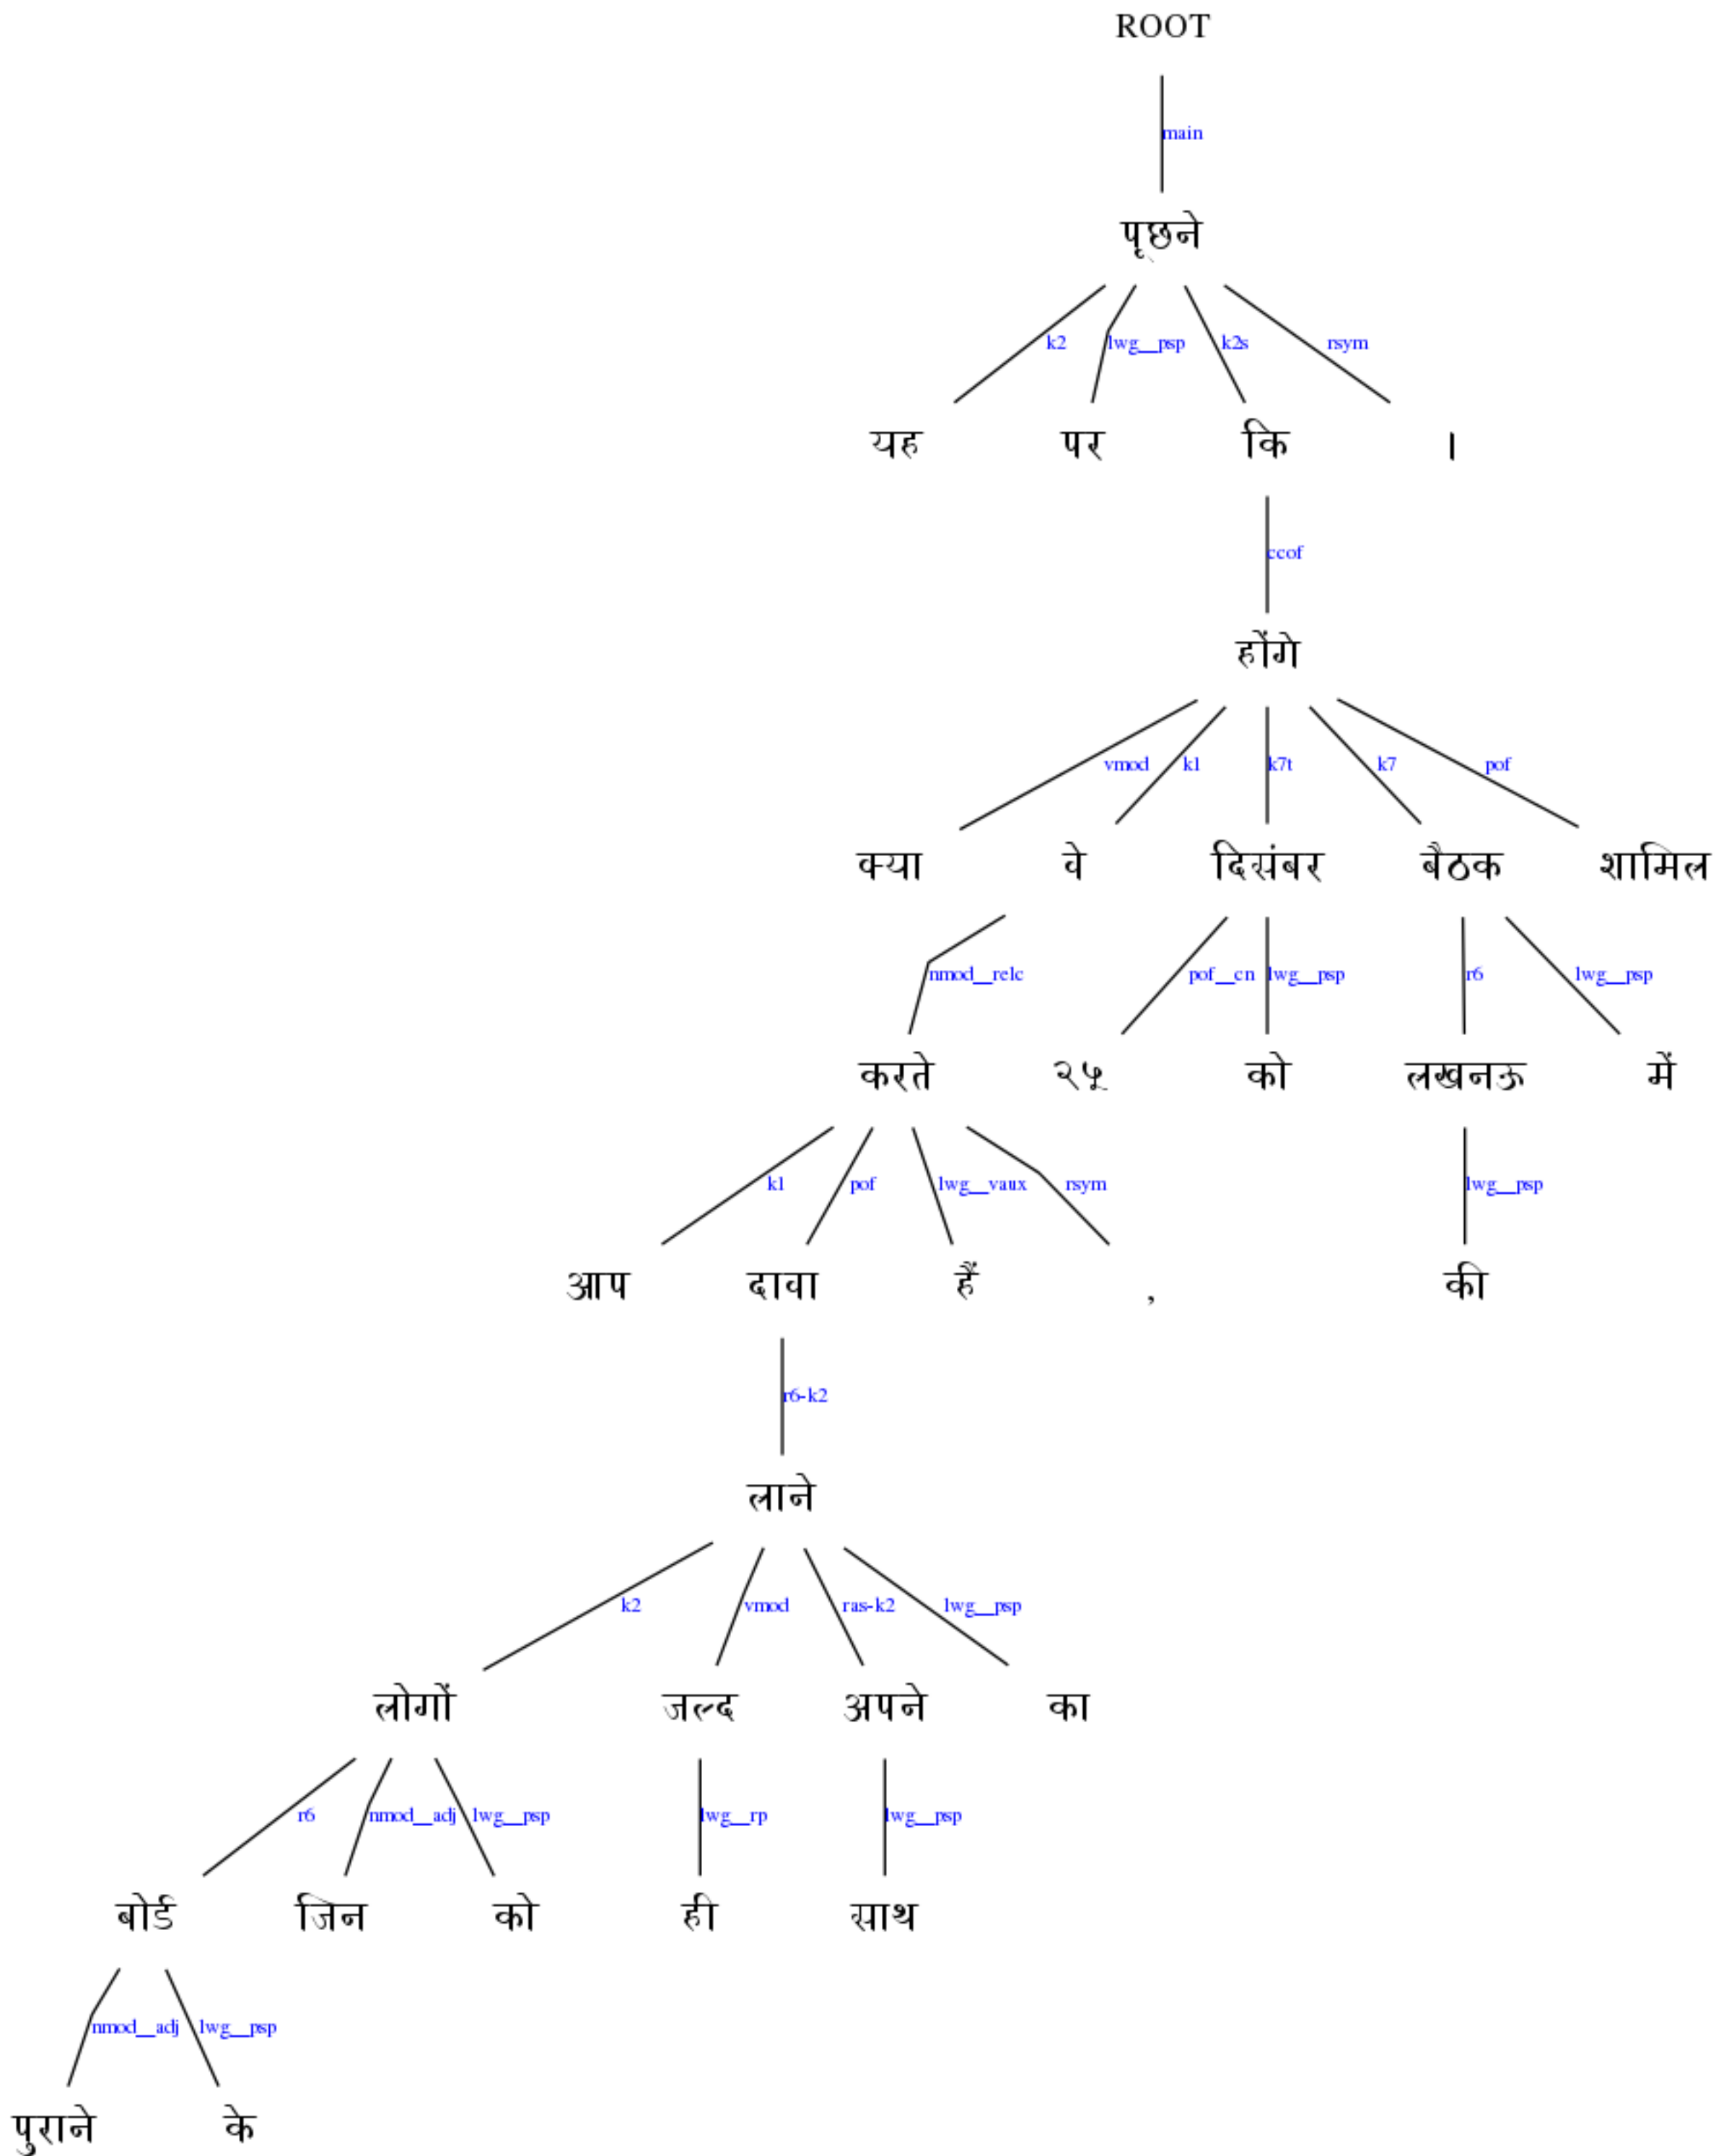 ROOT
main
पूछने
k2 lwg__psp k2s rsym
यह पर कि ।
ccof
होंगे
vmod k1 k7t k7 pof
क्या वे दिसंबर बैठक शामिल
nmod__relc pof__cn lwg__psp r6 lwg__psp
करते २५ को लखनऊ में
k1 pof lwg__vaux rsym lwg__psp
आप दावा हैं , की
r6-k2
लाने
k2 vmod ras-k2 lwg__psp
लोगों जल्द अपने का
r6 nmod__adj lwg__psp lwg__rp lwg__psp
बोर्ड जिन को ही साथ
nmod__adj lwg__psp
पुराने के